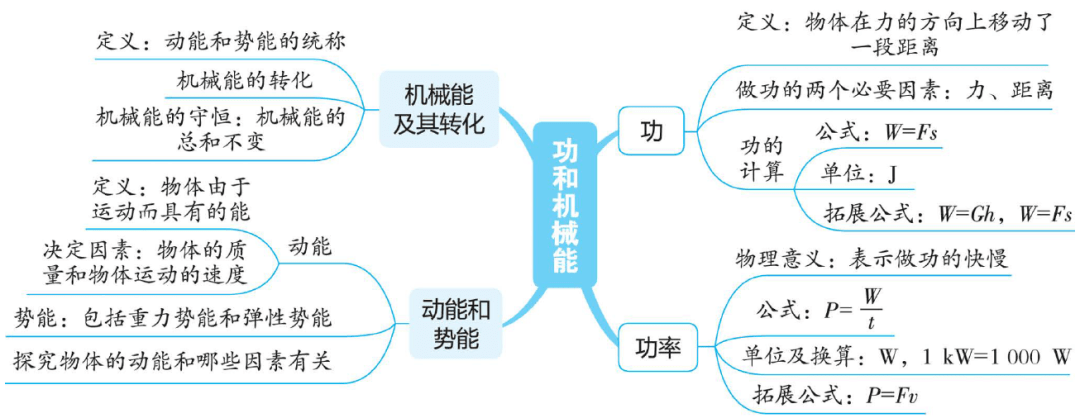 功和机械能
机械能
及其转化
定义：动能和势能的统称
机械能的转化
机械能的守恒：机械能的
总和不变
动能和
势能
动能
定义：物体由于
运动而具有的能
决定因素：物体的质
量和物体运动的速度
势能：包括重力势能和弹性势能
探究物体的动能和哪些因素有关
功
定义：物体在力的方向上移动了
一段距离
做功的两个必要因素：力、距离
功的
计算
公式：W=Fs
单位：J
拓展公式：W=Gh，W=Fs
功率
物理意义：表示做功的快慢
公式：P=W/t
单位及换算：W，1 kW=1 000 W
拓展公式：P=Fv